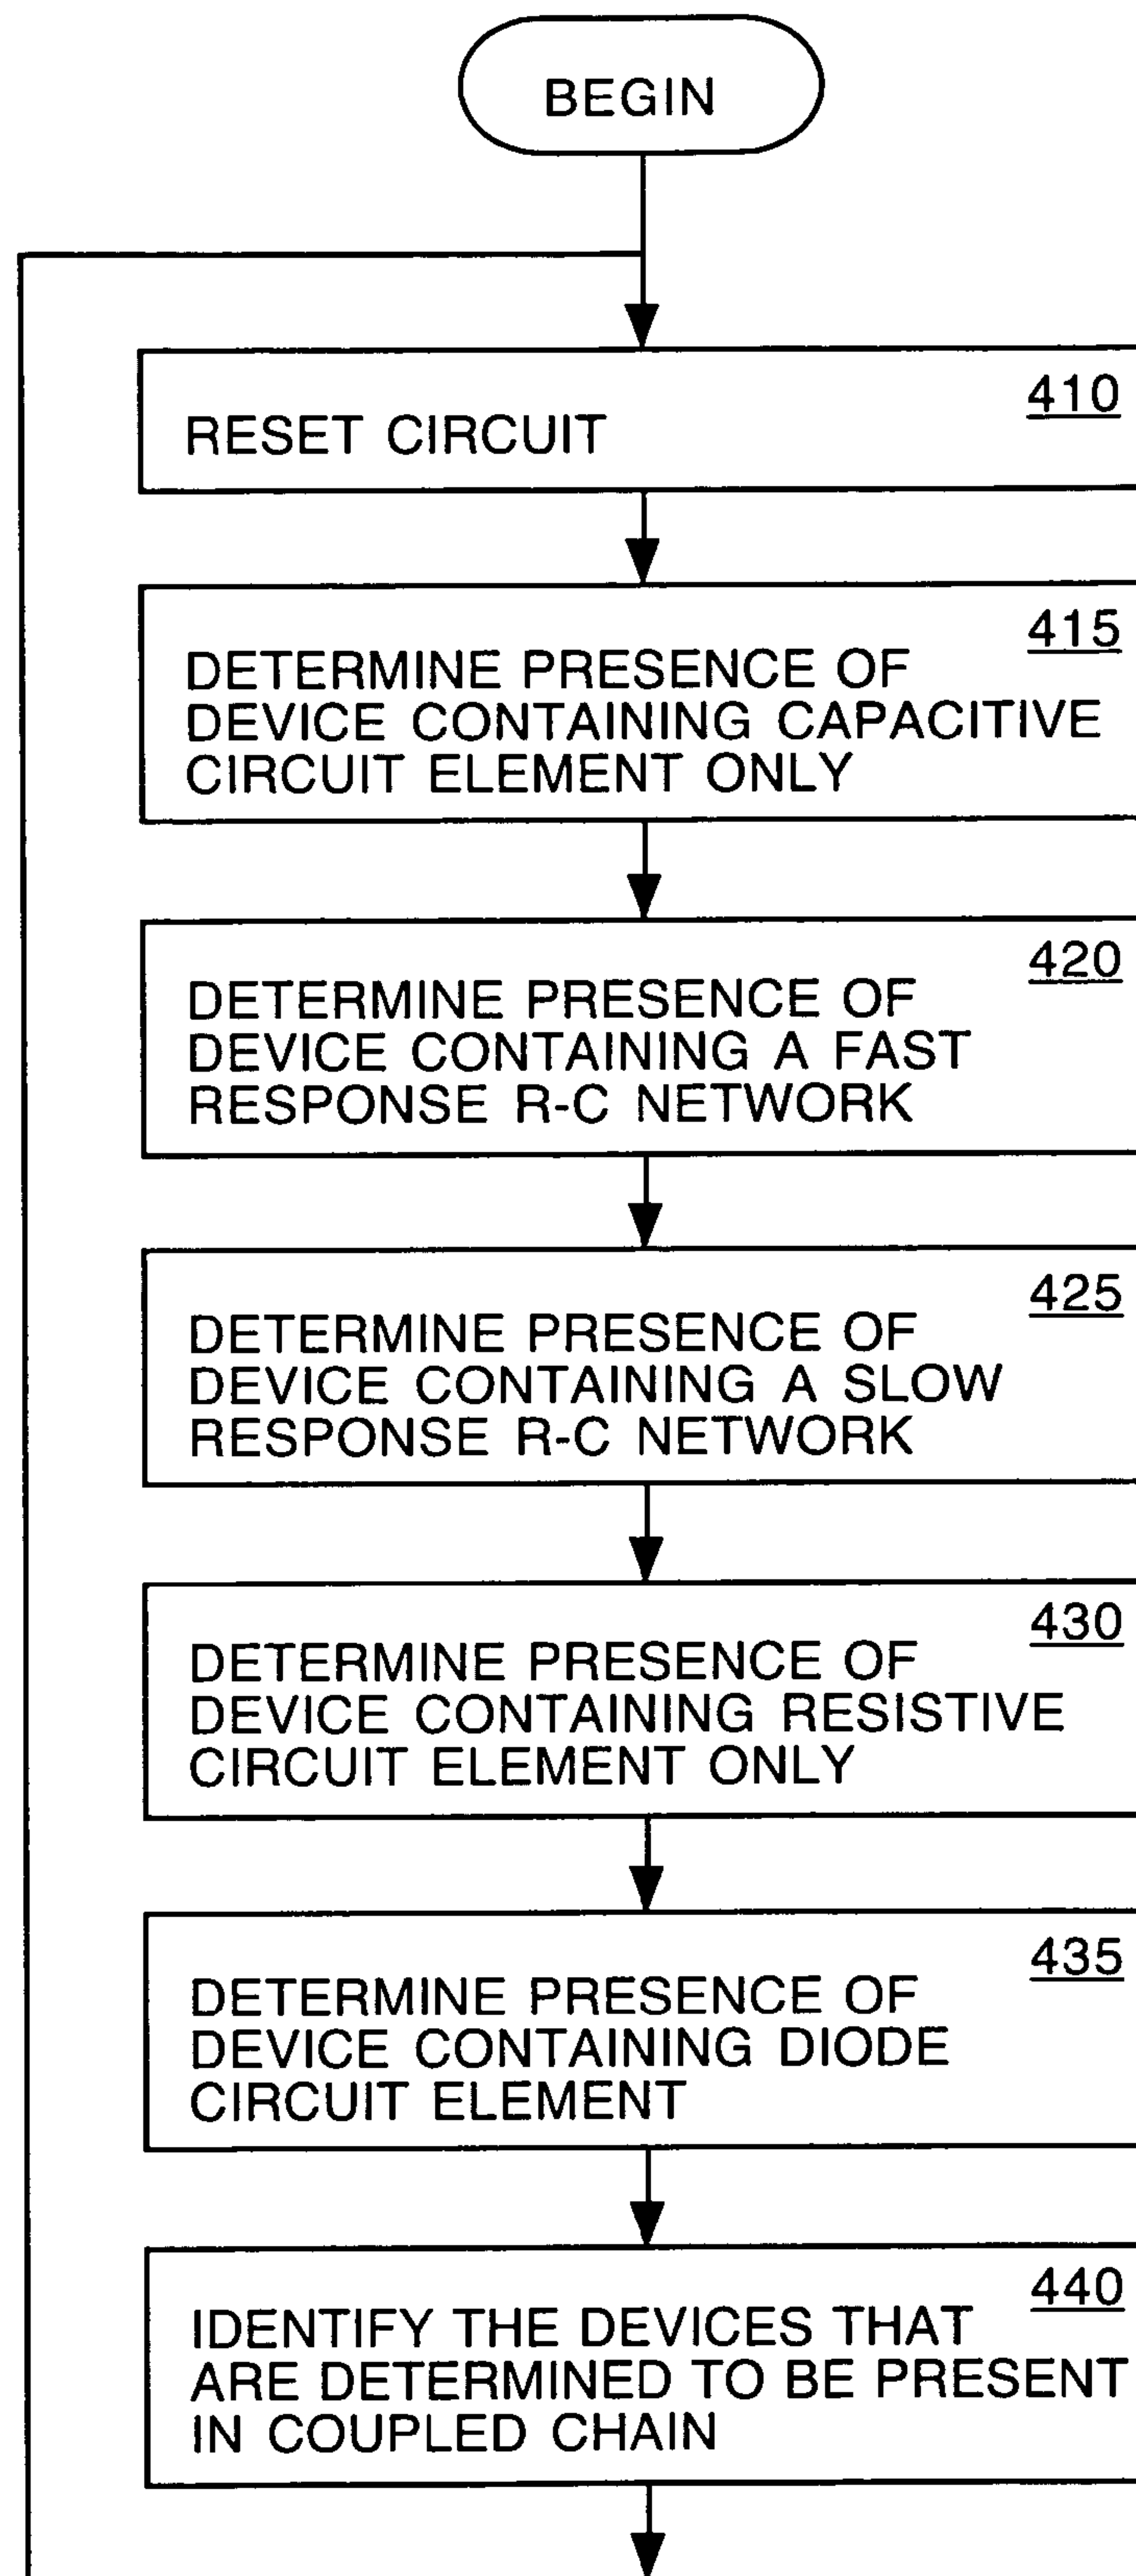 BEGIN
410
RESET CIRCUIT
415
DETERMINE PRESENCE OF
DEVICE CONTAINING CAPACITIVE
CIRCUIT ELEMENT ONLY
420
DETERMINE PRESENCE OF
DEVICE CONTAINING A FAST
RESPONSE R-C NETWORK
425
DETERMINE PRESENCE OF
DEVICE CONTAINING A SLOW
RESPONSE R-C NETWORK
430
DETERMINE PRESENCE OF
DEVICE CONTAINING RESISTIVE
CIRCUIT ELEMENT ONLY
435
DETERMINE PRESENCE OF
DEVICE CONTAINING DIODE
CIRCUIT ELEMENT
440
IDENTIFY THE DEVICES THAT
ARE DETERMINED TO BE PRESENT
IN COUPLED CHAIN